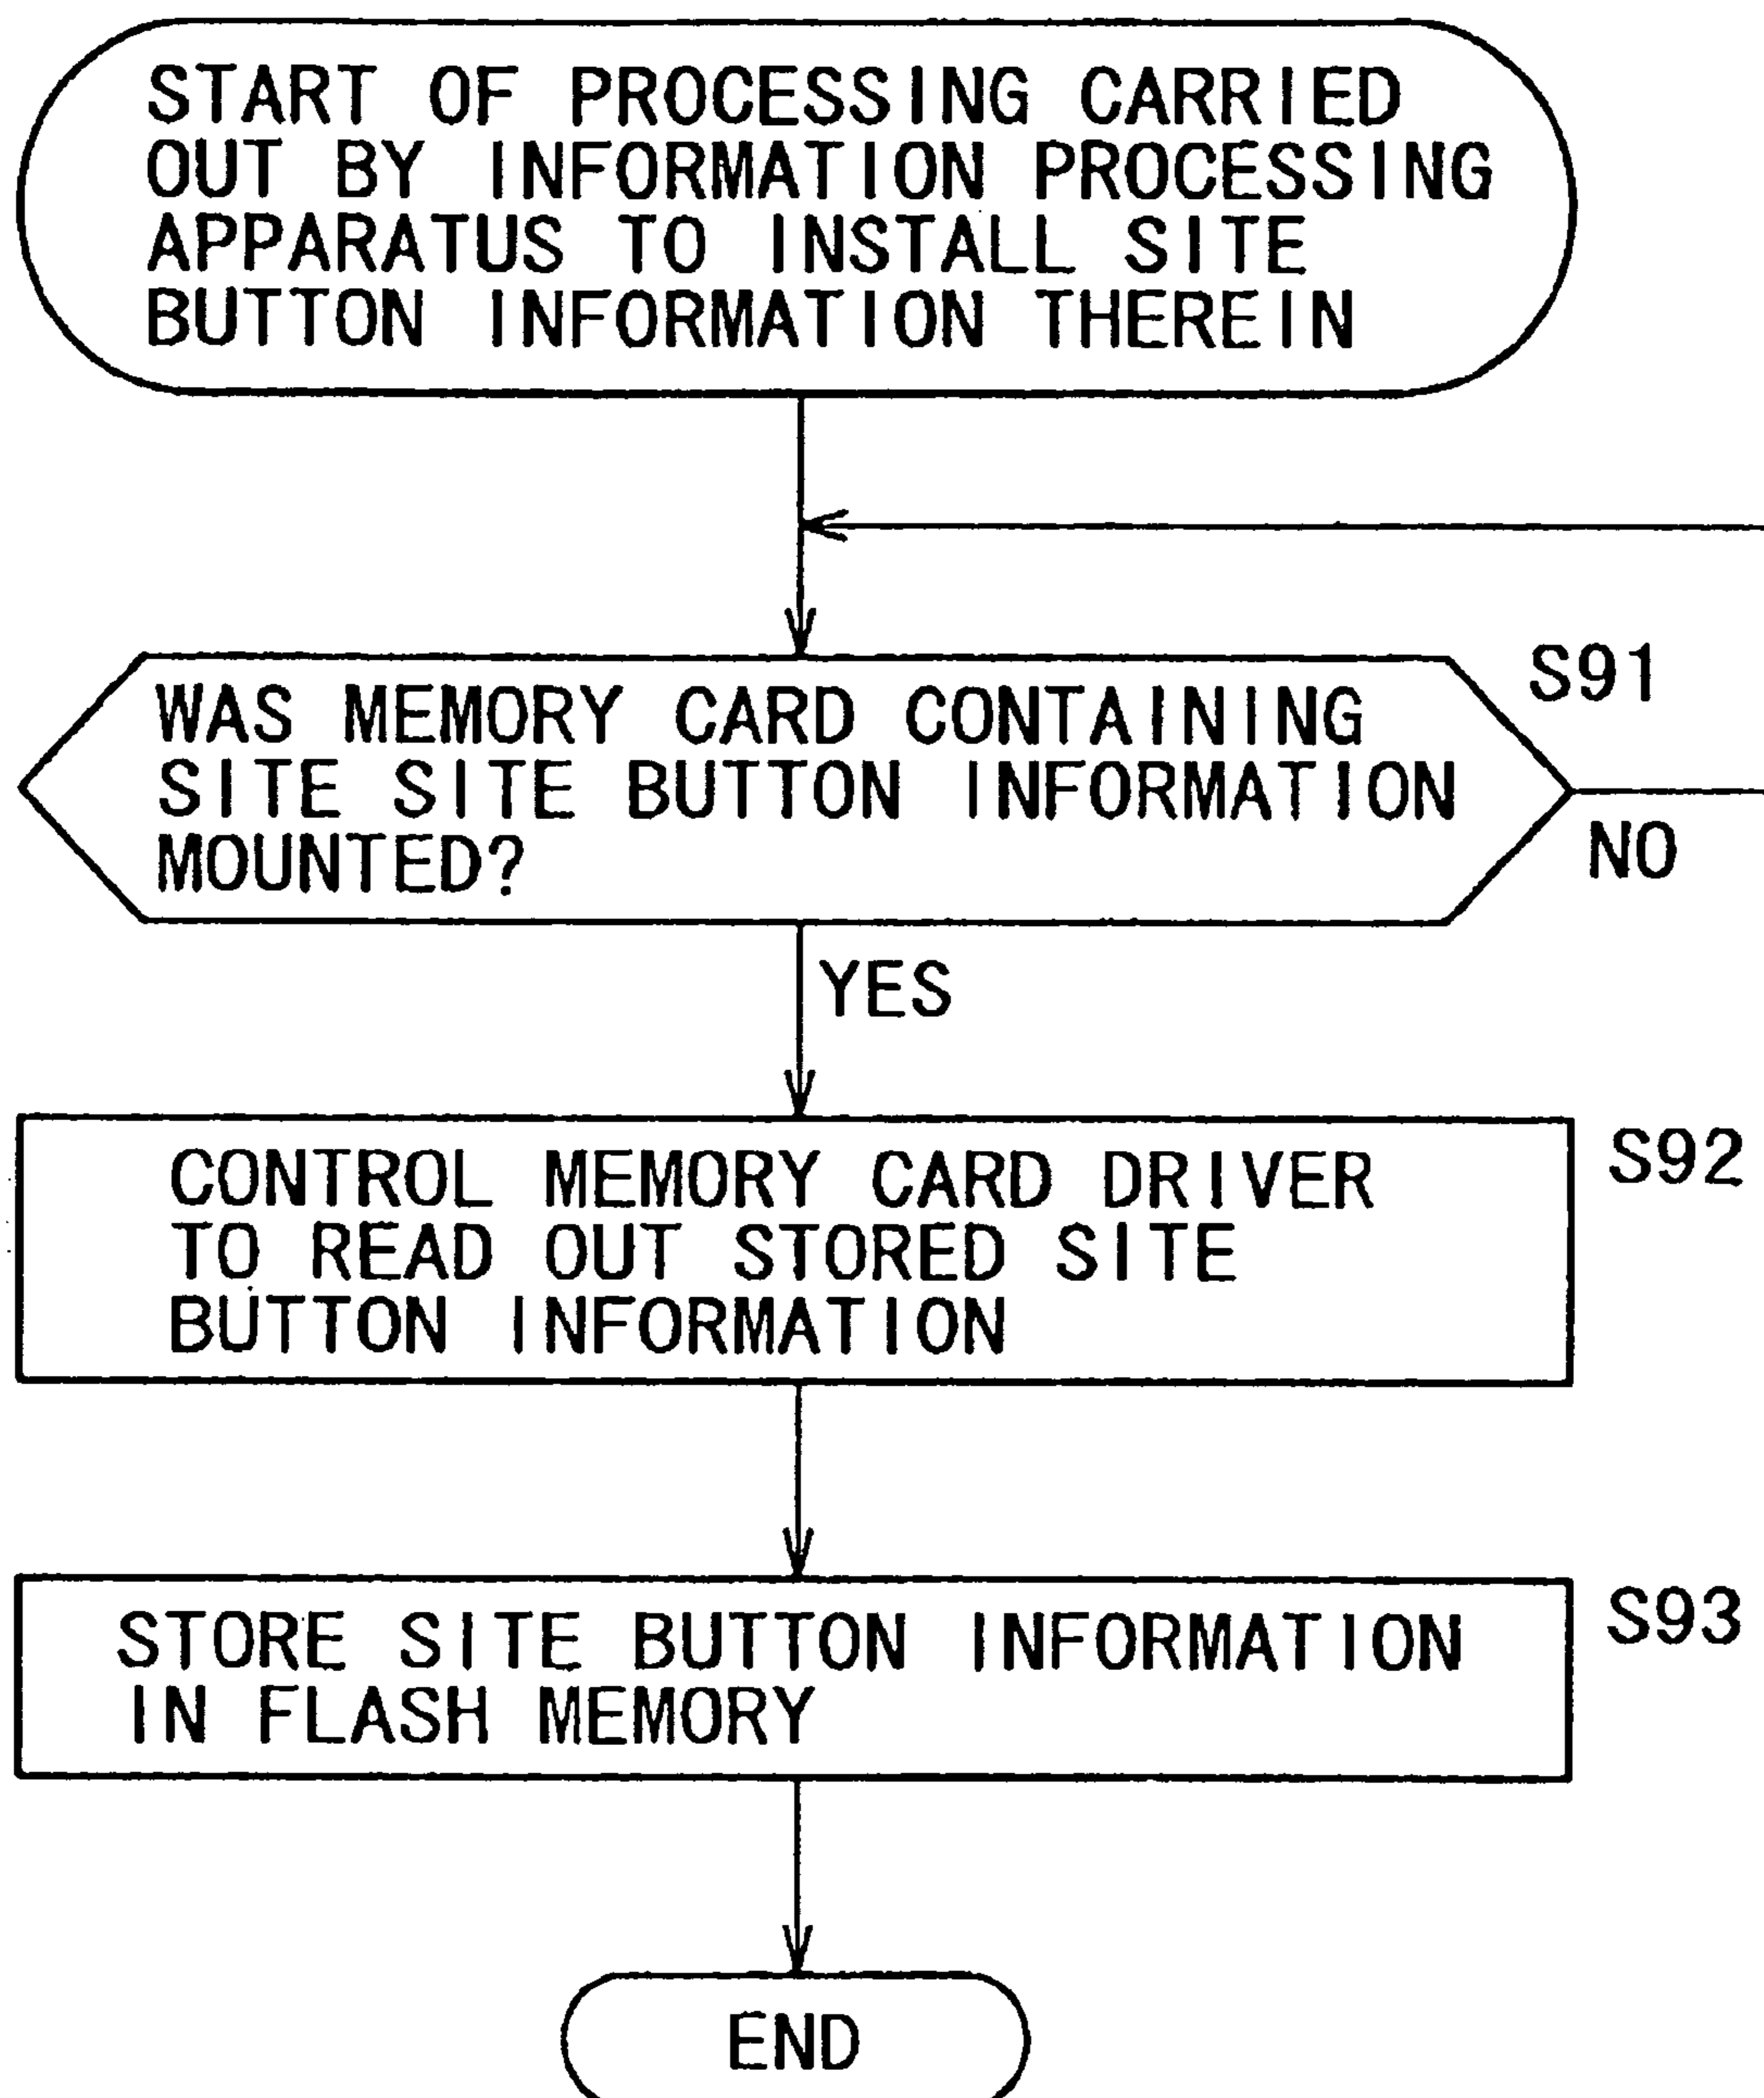 START OF PROCESSING CARRIED
OUT BY INFORMATION PROCESSING
APPARATUS TO INSTALL SITE
BUTTON INFORMATION THEREIN
S91
WAS MEMORY CARD CONTAINING
SITE SITE BUTTON INFORMATION
MOUNTED?
NO
YES
S92
CONTROL MEMORY CARD DRIVER
TO READ OUT STORED SITE
BUTTON INFORMATION
S93
STORE SITE BUTTON INFORMATION
IN FLASH MEMORY
END